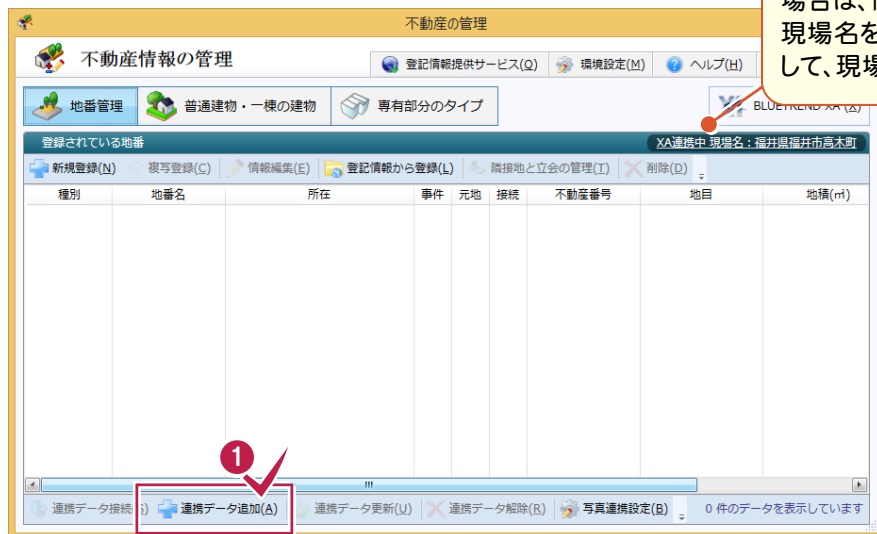 不動産の管理
場合は、
現場名を
して、現場
不動産情報の管理
登記情報提供サービス(Q) 環境設定(M) ヘルプ(H)
地番管理 普通建物・一棟の建物 専有部分のタイプ BLUETREND XA (X)
登録されている地番 XA連携中 現場名：福井県福井市高木町
新規登録(N) 複写登録(C) 情報編集(E) 登記情報から登録(L) 隣接地と立会の管理(T) 削除(D)
種別 地番名 所在 事件 元地 接続 不動産番号 地目 地積(㎡)
1
連携データ接続(S) 連携データ追加(A) 連携データ更新(U) 連携データ解除(R) 写真連携設定(B) 0 件のデータを表示しています